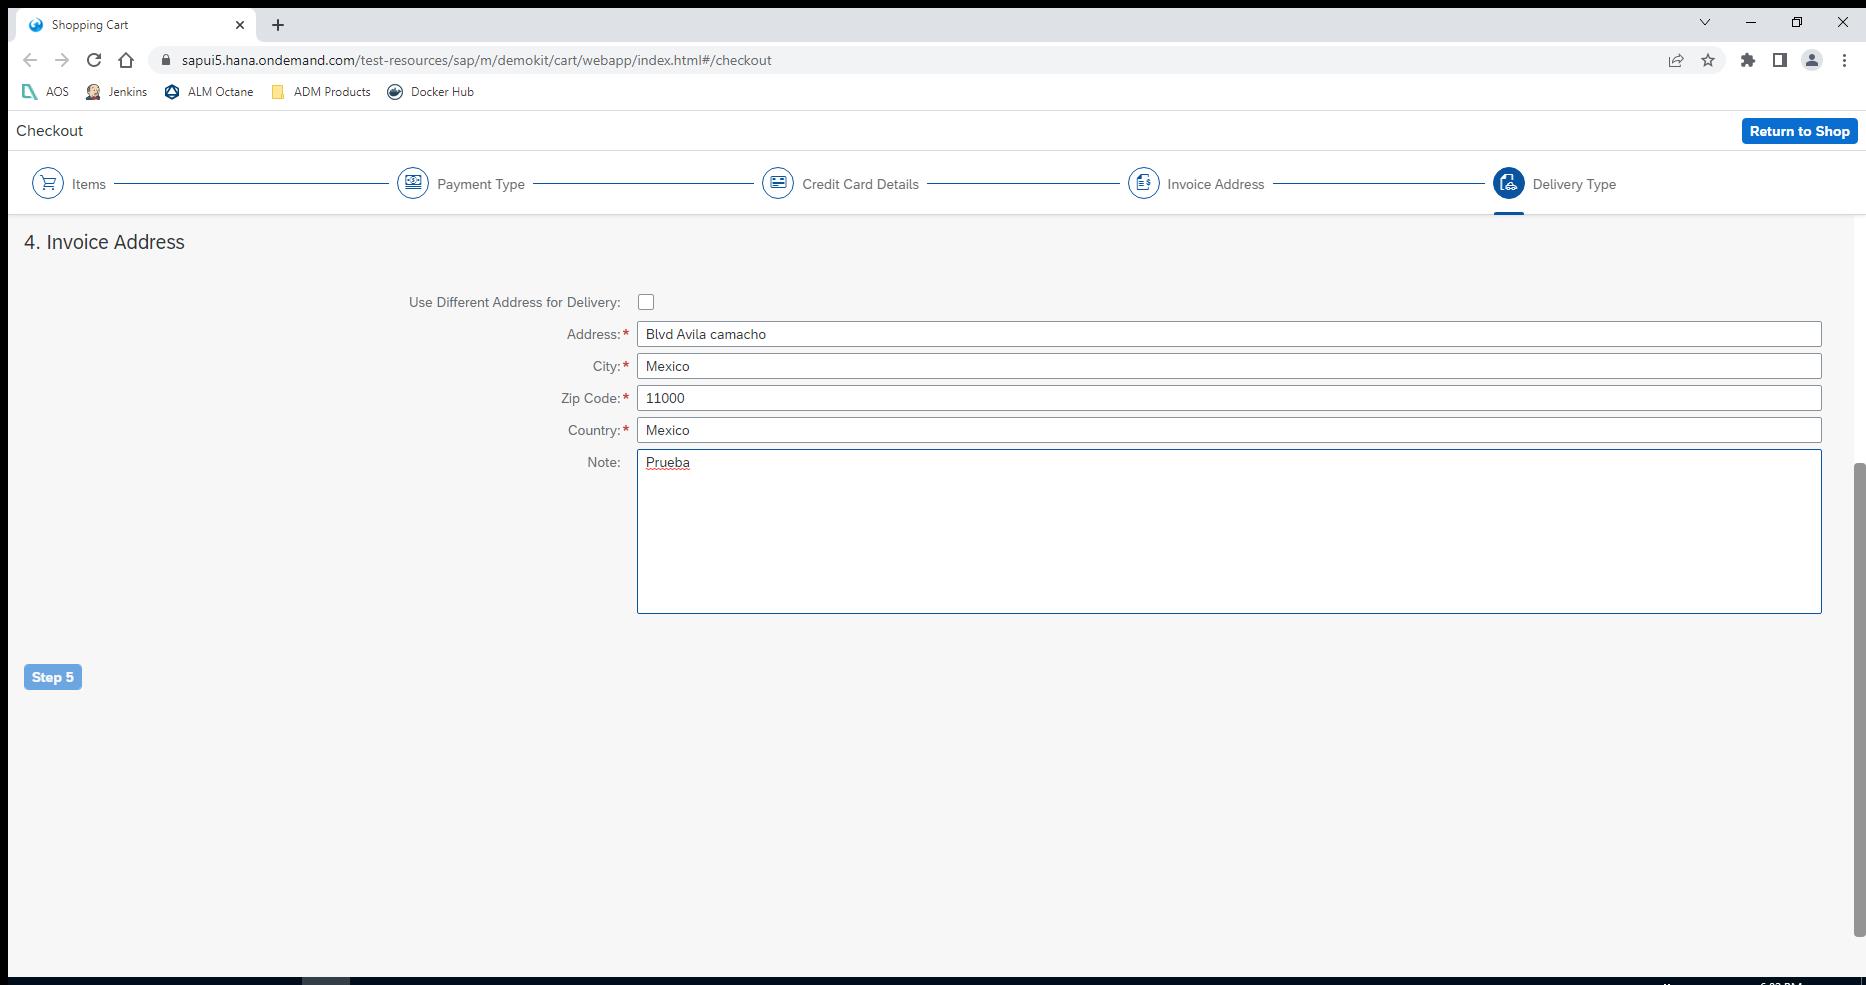 Shopping Cart
sapui5.hana.ondemand.com/test-resources/sap/m/demokit/cart/webapp/index.html#/checkout
AOS Jenkins ALM Octane ADM Products Docker Hub
Checkout Return to Shop
Items Payment Type Credit Card Details Invoice Address Delivery Type
4. Invoice Address
Use Different Address for Delivery:
Address:* Blvd Avila camacho
City:* Mexico
Zip Code:* 11000
Country:* Mexico
Note: Prueba
Step 5